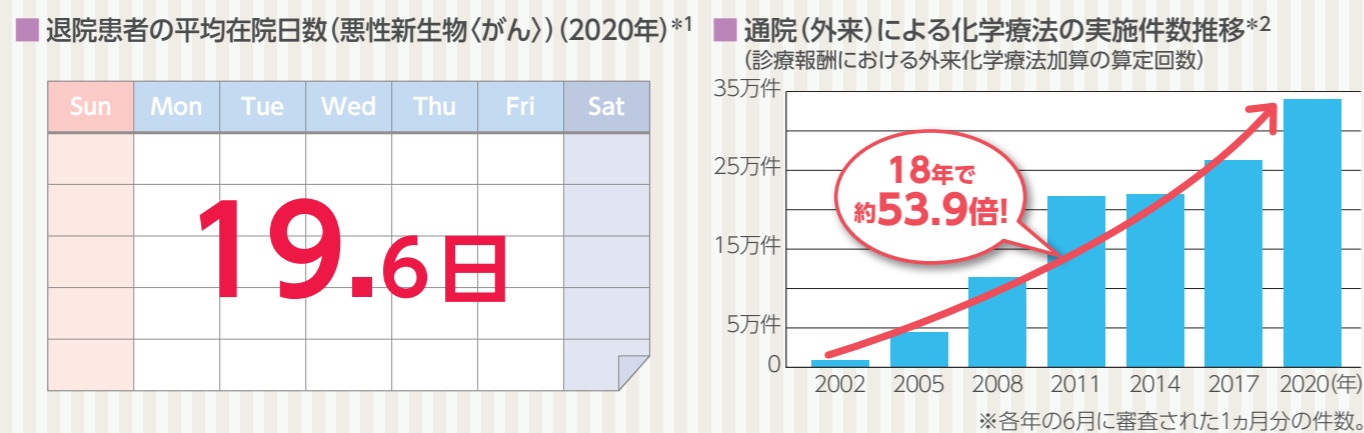 ■ 退院患者の平均在院日数(悪性新生物〈がん〉)(2020年)*1
Sun Mon Tue Wed Thu Fri Sat
19.6日
■ 通院(外来)による化学療法の実施件数推移*2
(診療報酬における外来化学療法加算の算定回数)
35万件
25万件
15万件
5万件
0
18年で
約53.9倍!
2002 2005 2008 2011 2014 2017 2020(年)
※各年の6月に審査された1ヵ月分の件数。